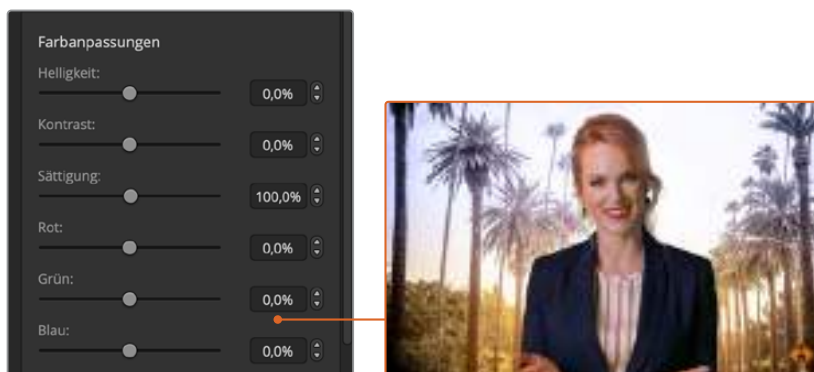 Farbanpassungen
Helligkeit:
0,0%
Kontrast:
0,0%
Sättigung:
100,0%
Rot:
0,0%
Grün:
0,0%
Blau:
0,0%